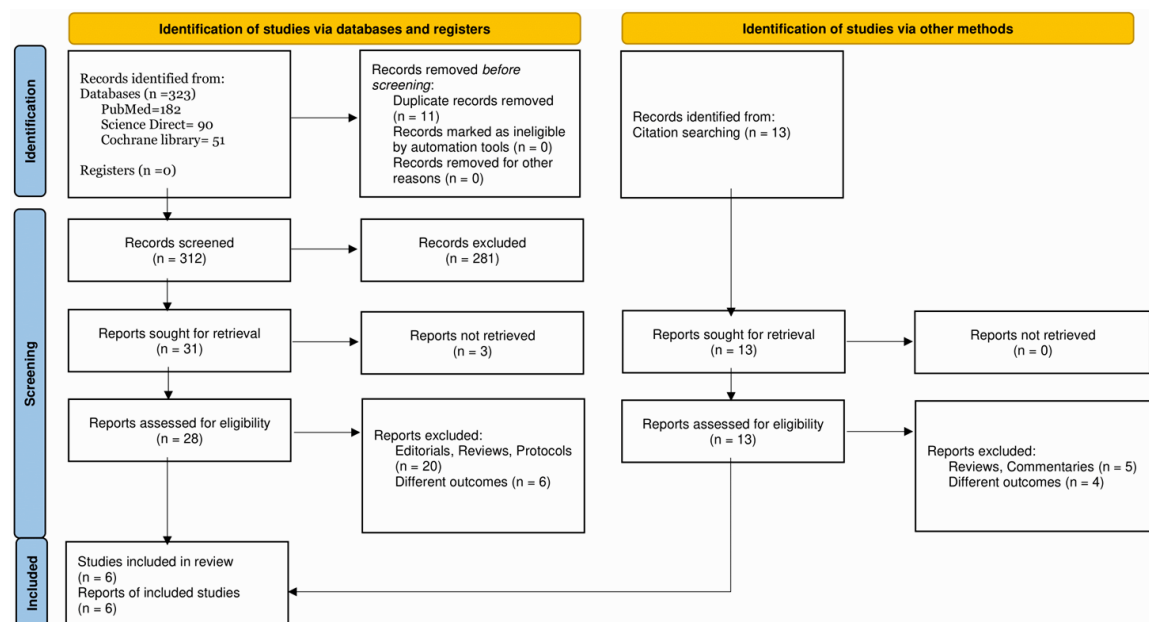 Identification of studies via databases and registers
Identification of studies via other methods
Identification
Records identified from:
Databases (n =323)
PubMed=182
Science Direct= 90
Cochrane library= 51
Registers (n =0)
Records removed before
screening:
Duplicate records removed
(n = 11)
Records marked as ineligible
by automation tools (n = 0)
Records removed for other
reasons (n = 0)
Records identified from:
Citation searching (n = 13)
Screening
Records screened
(n = 312)
Records excluded
(n = 281)
Reports sought for retrieval
(n = 31)
Reports not retrieved
(n = 3)
Reports sought for retrieval
(n = 13)
Reports not retrieved
(n = 0)
Reports assessed for eligibility
(n = 28)
Reports excluded:
Editorials, Reviews, Protocols
(n = 20)
Different outcomes (n = 6)
Reports assessed for eligibility
(n = 13)
Reports excluded:
Reviews, Commentaries (n = 5)
Different outcomes (n = 4)
Included
Studies included in review
(n = 6)
Reports of included studies
(n = 6)